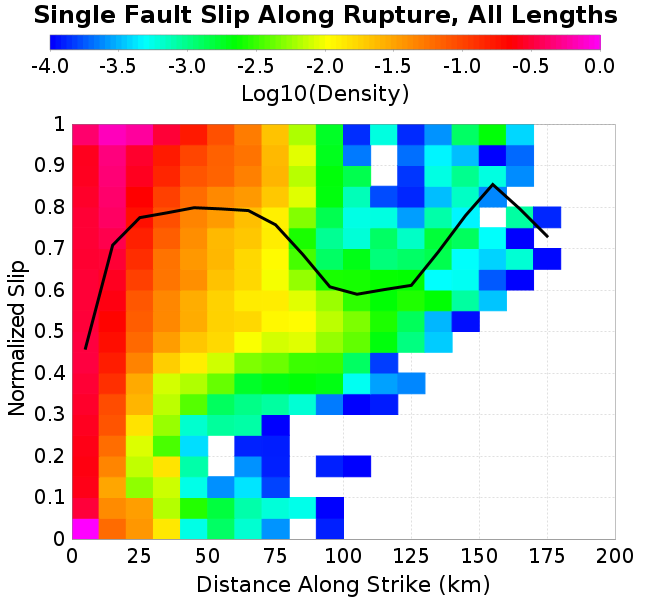 Single Fault Slip Along Rupture, All Lengths
-4.0 -3.5 -3.0 -2.5 -2.0 -1.5 -1.0 -0.5 0.0
Log10(Density)
1
0.9
0.8
0.7
0.6
0.5
0.4
0.3
0.2
0.1
0
Normalized Slip
0 25 50 75 100 125 150 175 200
Distance Along Strike (km)